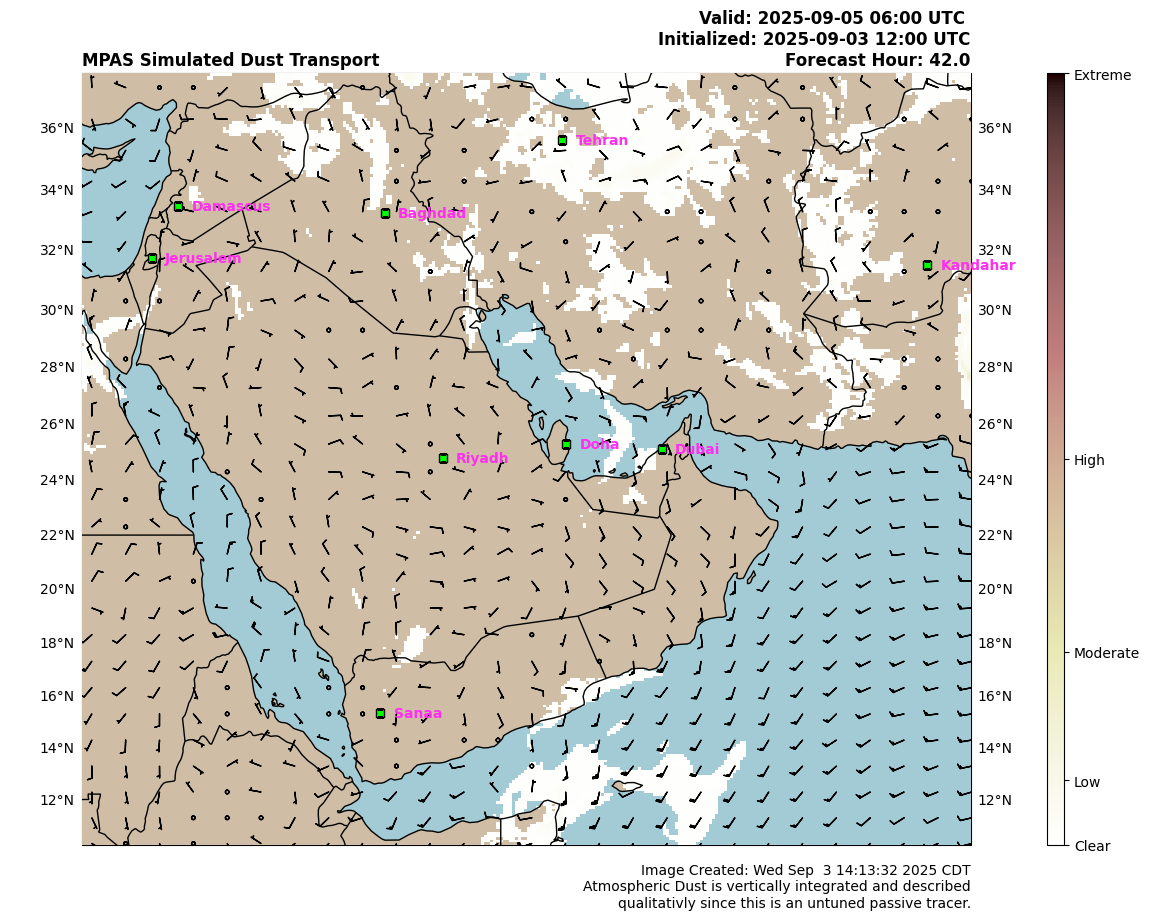 Valid: 2025-09-05 06:00 UTC
Initialized: 2025-09-03 12:00 UTC
MPAS Simulated Dust Transport
Forecast Hour: 42.0
Extreme
High
Moderate
Low
Clear
36°N
34°N
32°N
30°N
28°N
26°N
24°N
22°N
20°N
18°N
16°N
14°N
12°N
36°N
34°N
32°N
30°N
28°N
26°N
24°N
22°N
20°N
18°N
16°N
14°N
12°N
Tehran
Damascus
Baghdad
Jerusalem
Kandahar
Doha
Dubai
Riyadh
Sanaa
Image Created: Wed Sep  3 14:13:32 2025 CDT
Atmospheric Dust is vertically integrated and described
qualitativly since this is an untuned passive tracer.